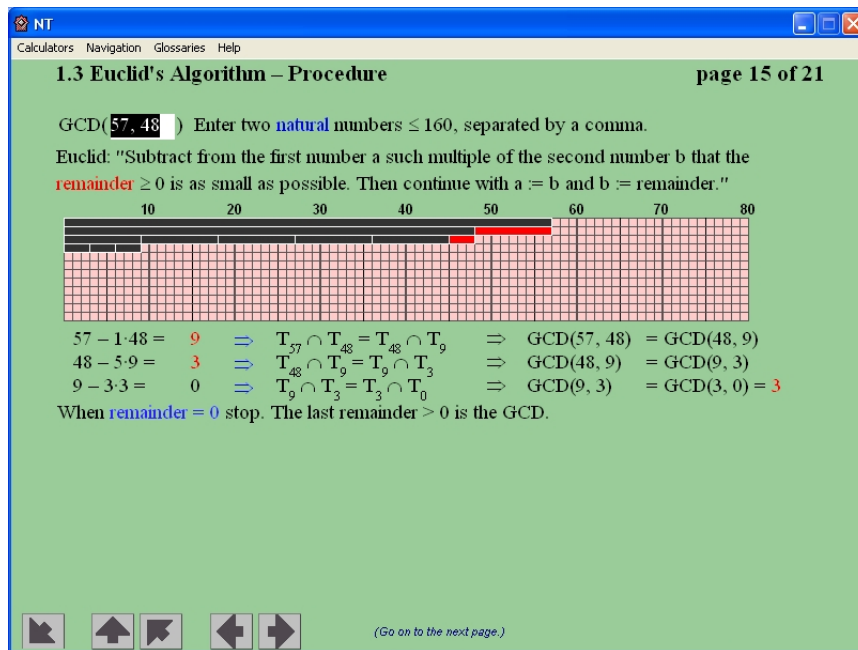 NT
Calculators Navigation Glossaries Help
1.3 Euclid's Algorithm – Procedure page 15 of 21
GCD(57, 48 ) Enter two natural numbers ≤ 160, separated by a comma.
Euclid: "Subtract from the first number a such multiple of the second number b that the
remainder ≥ 0 is as small as possible. Then continue with a := b and b := remainder."
10 20 30 40 50 60 70 80
57 – 1·48 = 9 ⇒ T₅₇ ∩ T₄₈ = T₄₈ ∩ T₉ ⇒ GCD(57, 48) = GCD(48, 9)
48 – 5·9 = 3 ⇒ T₄₈ ∩ T₉ = T₉ ∩ T₃ ⇒ GCD(48, 9) = GCD(9, 3)
9 – 3·3 = 0 ⇒ T₉ ∩ T₃ = T₃ ∩ T₀ ⇒ GCD(9, 3) = GCD(3, 0) = 3
When remainder = 0 stop. The last remainder > 0 is the GCD.
(Go on to the next page.)